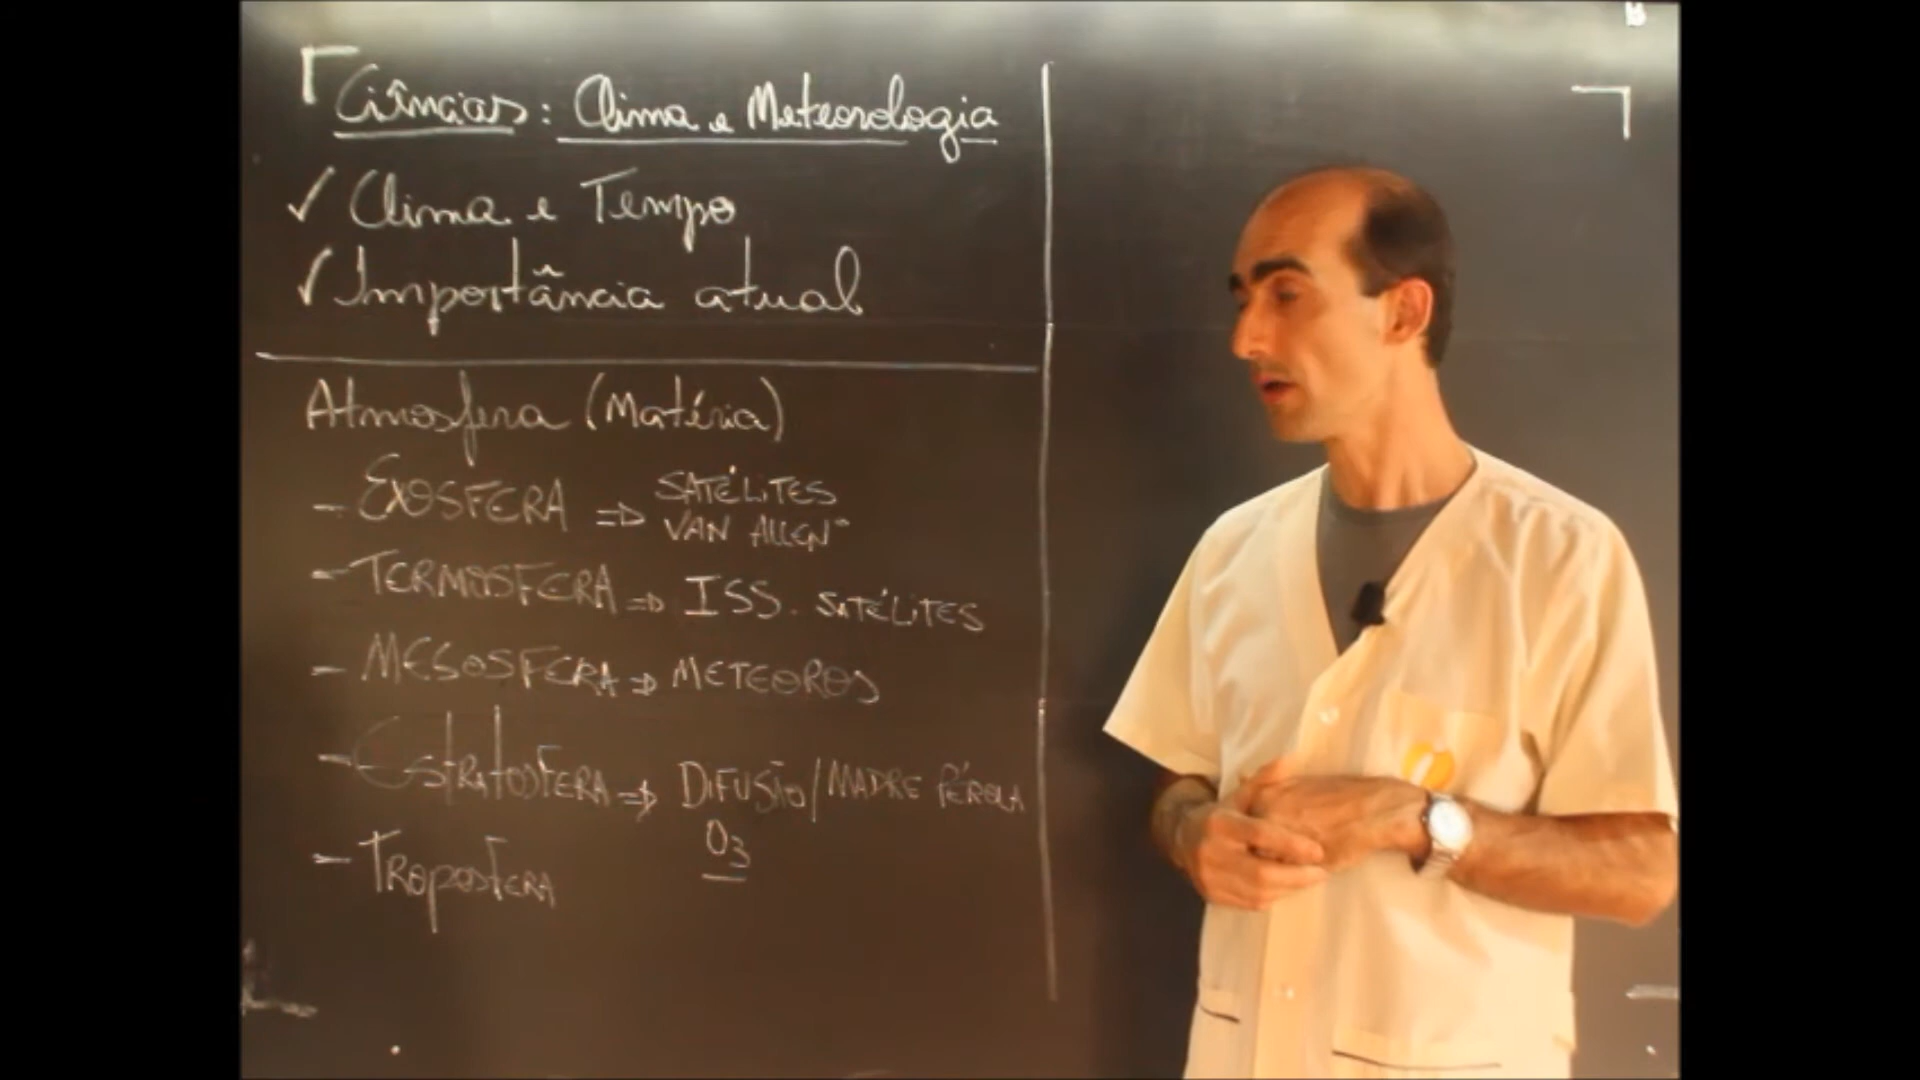 Ciências: Clima e Meteorologia
✓ Clima e Tempo
✓ Importância atual
Atmosfera (Matéria)
- EXOSFERA ⇒ SATÉLITES
VAN ALLEN
- TERMOSFERA ⇒ ISS. SATÉLITES
- MESOSFERA ⇒ METEOROS
- ESTRATOSFERA ⇒ DIFUSÃO/MADRE PÉROLA
O3
- TROPOSFERA